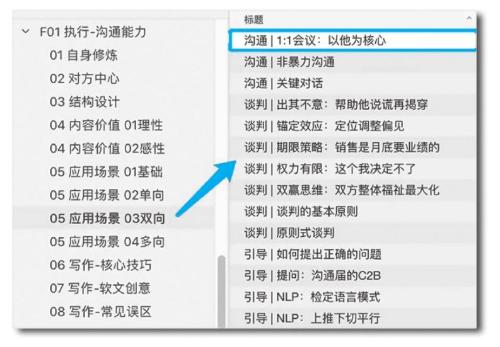 F01 执行-沟通能力
01 自身修炼
02 对方中心
03 结构设计
04 内容价值 01理性
04 内容价值 02感性
05 应用场景 01基础
05 应用场景 02单向
05 应用场景 03双向
05 应用场景 04多向
06 写作-核心技巧
07 写作-软文创意
08 写作-常见误区
标题
沟通 | 1:1会议：以他为核心
沟通 | 非暴力沟通
沟通 | 关键对话
谈判 | 出其不意：帮助他说谎再揭穿
谈判 | 锚定效应：定位调整偏见
谈判 | 期限策略：销售是月底要业绩的
谈判 | 权力有限：这个我决定不了
谈判 | 双赢思维：双方整体福祉最大化
谈判 | 谈判的基本原则
谈判 | 原则式谈判
引导 | 如何提出正确的问题
引导 | 提问：沟通届的C2B
引导 | NLP：检定语言模式
引导 | NLP：上推下切平行